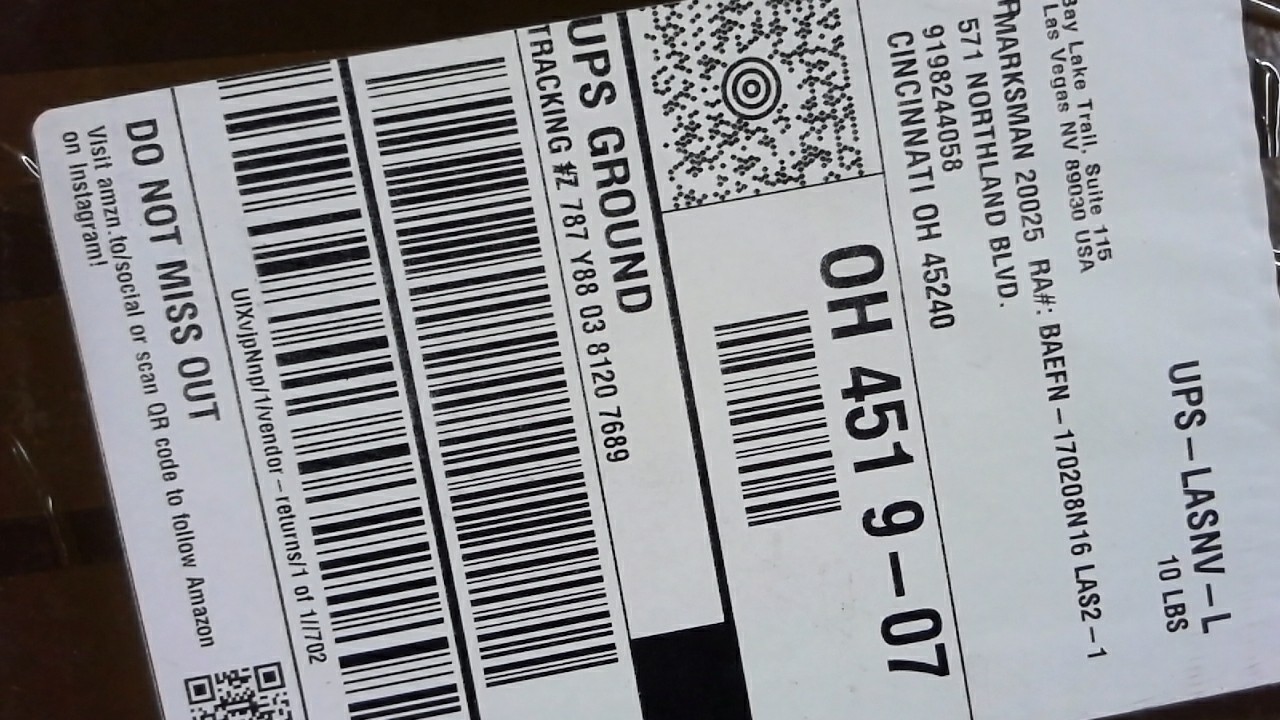 UPS-LASNV-L
10 LBS
Bay Lake Trail, Suite 115
Las Vegas NV 89030 USA
MARKSMAN 20025 RA#: BAEFN-170208N16 LAS2-1
571 NORTHLAND BLVD.
9198244058
CINCINNATI OH 45240
OH 451 9-07
UPS GROUND
TRACKING #Z 787 Y88 03 8120 7689
UIXvjpNnp/1/vendor-returns/1 of 1//702
DO NOT MISS OUT
Visit amzn.to/social or scan QR code to follow Amazon
on Instagram!